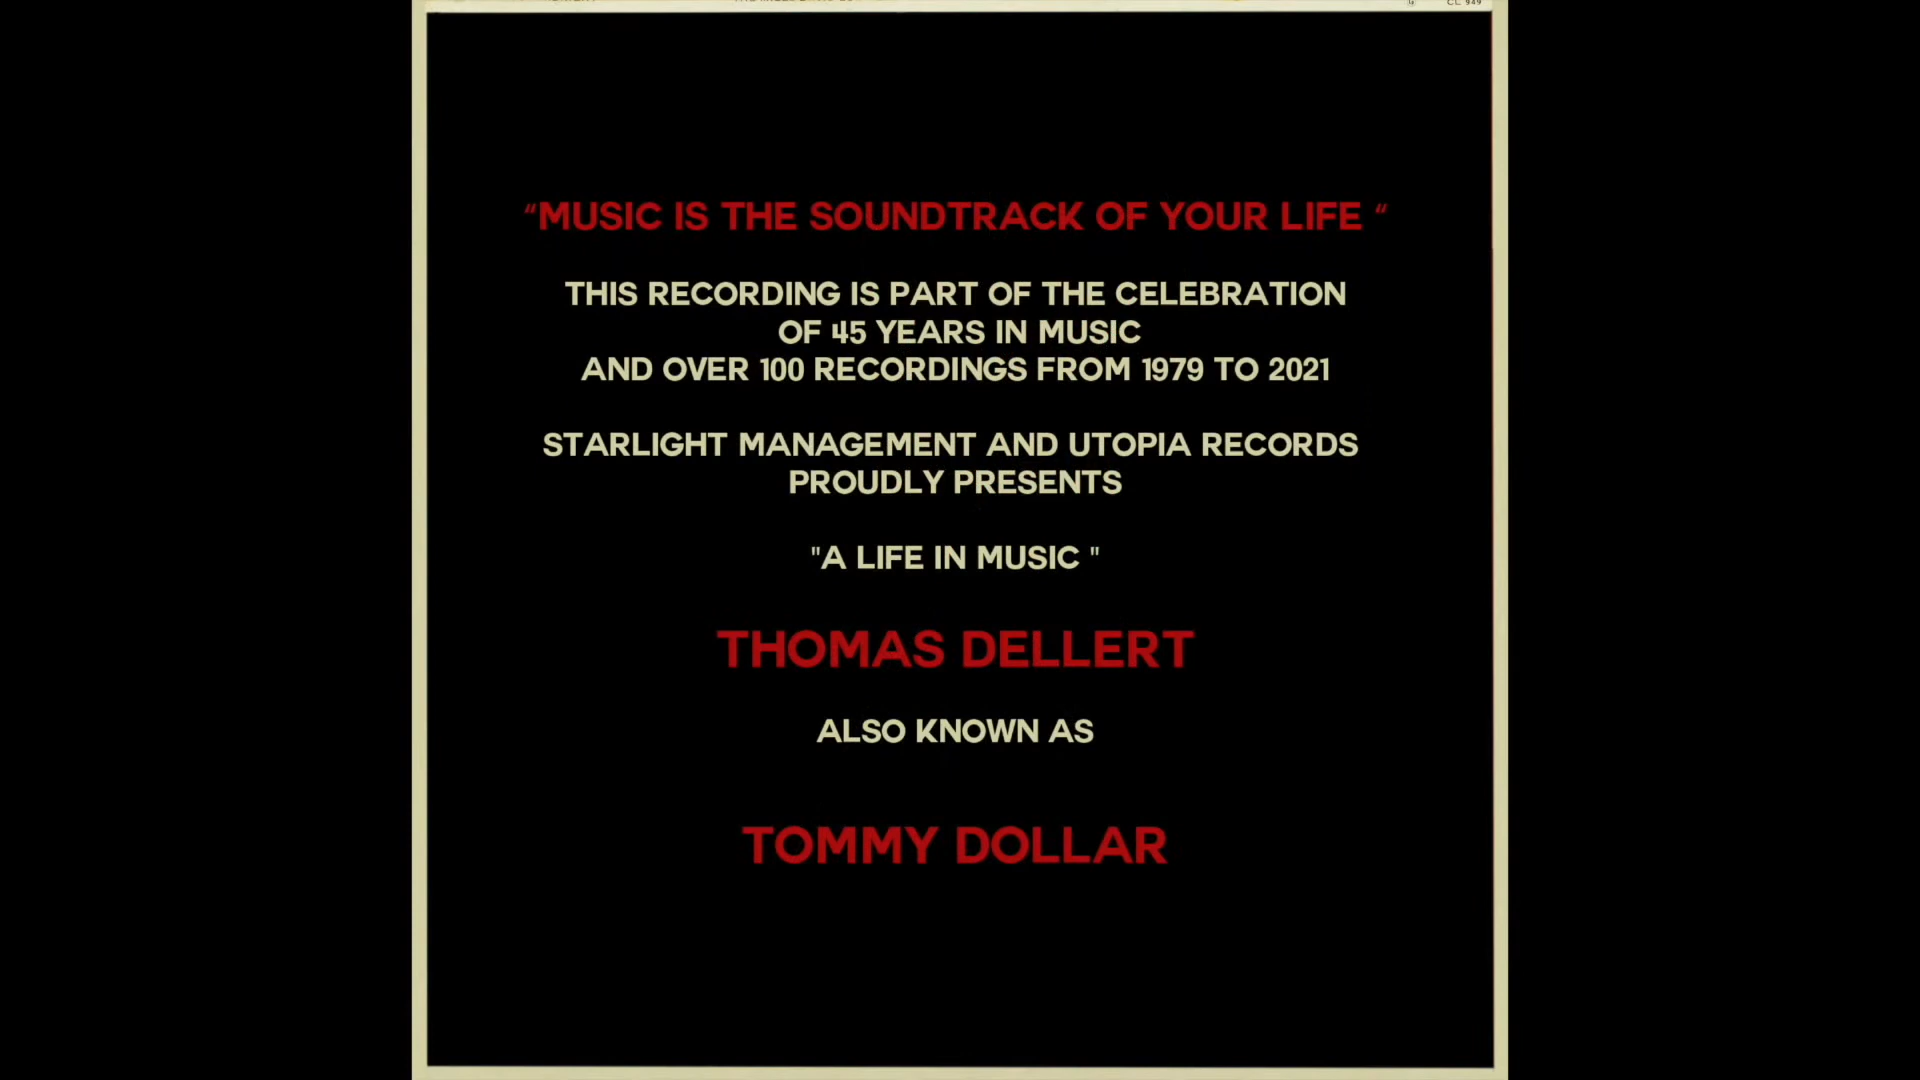 CL 949
“MUSIC IS THE SOUNDTRACK OF YOUR LIFE “
THIS RECORDING IS PART OF THE CELEBRATION
OF 45 YEARS IN MUSIC
AND OVER 100 RECORDINGS FROM 1979 TO 2021
STARLIGHT MANAGEMENT AND UTOPIA RECORDS
PROUDLY PRESENTS
"A LIFE IN MUSIC "
THOMAS DELLERT
ALSO KNOWN AS
TOMMY DOLLAR